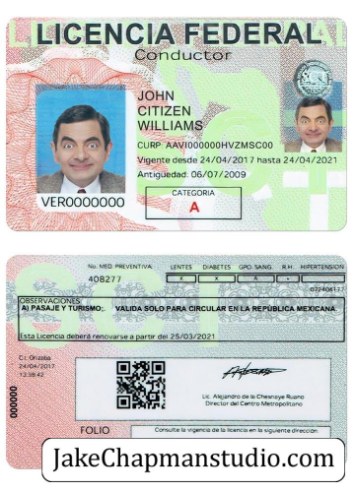 LICENCIA FEDERAL
Conductor
JOHN
CITIZEN
WILLIAMS
CURP AAVI000000HVZMSC00
Vigente desde 24/04/2017 hasta 24/04/2021
Antigüedad: 06/07/2009
CATEGORIA
A
VER0000000
No. MED. PREVENTIVA LENTES DIABETES GPO. SANG. R.H. HIPERTENSION
408277 - X - - -
OBSERVACIONES:
A) PASAJE Y TURISMO;. VALIDA SOLO PARA CIRCULAR EN LA REPUBLICA MEXICANA.
Esta Licencia deberá renovarse a partir del 25/03/2021
24/04/2017
13:38:42
000000
Lic. Alejandro de la Chesnaye Ruano
Director del Centro Metropolitano
FOLIO Consulte la vigencia de la licencia en la siguiente dirección
JakeChapmanstudio.com